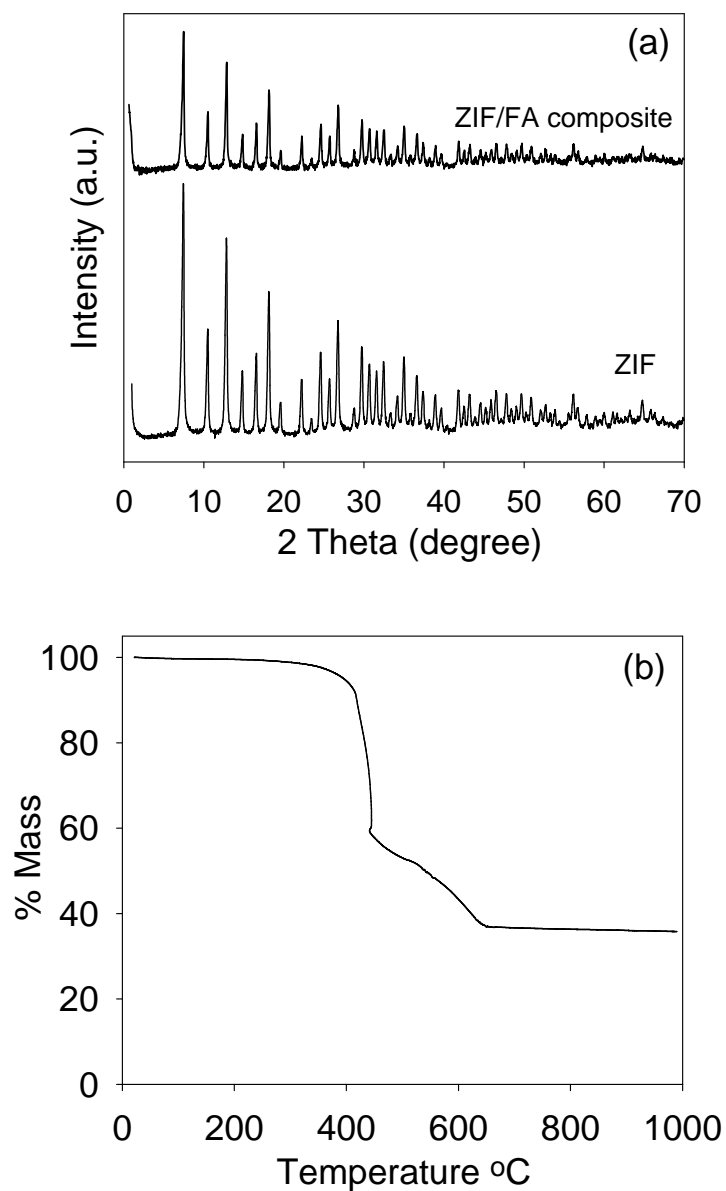 (a)
ZIF/FA composite
Intensity (a.u.)
ZIF
0 10 20 30 40 50 60 70
2 Theta (degree)
(b)
100
80
% Mass
60
40
20
0
0 200 400 600 800 1000
Temperature ºC